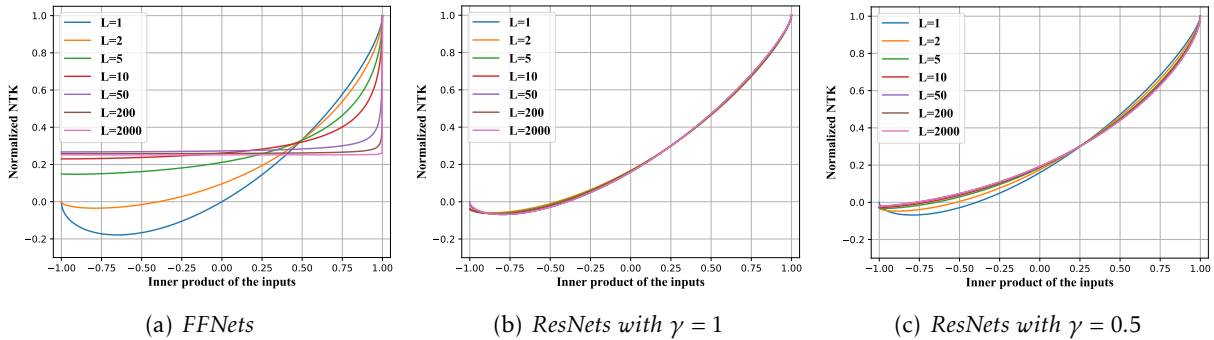 L=1
L=2
L=5
L=10
L=50
L=200
L=2000
1.0
0.8
0.6
0.4
0.2
0.0
−0.2
Normalized NTK
−1.00 −0.75 −0.50 −0.25 0.00 0.25 0.50 0.75 1.00
Inner product of the inputs
(a) FFNets
L=1
L=2
L=5
L=10
L=50
L=200
L=2000
1.0
0.8
0.6
0.4
0.2
0.0
−0.2
Normalized NTK
−1.00 −0.75 −0.50 −0.25 0.00 0.25 0.50 0.75 1.00
Inner product of the inputs
(b) ResNets with γ = 1
L=1
L=2
L=5
L=10
L=50
L=200
L=2000
1.0
0.8
0.6
0.4
0.2
0.0
−0.2
Normalized NTK
−1.00 −0.75 −0.50 −0.25 0.00 0.25 0.50 0.75 1.00
Inner product of the inputs
(c) ResNets with γ = 0.5